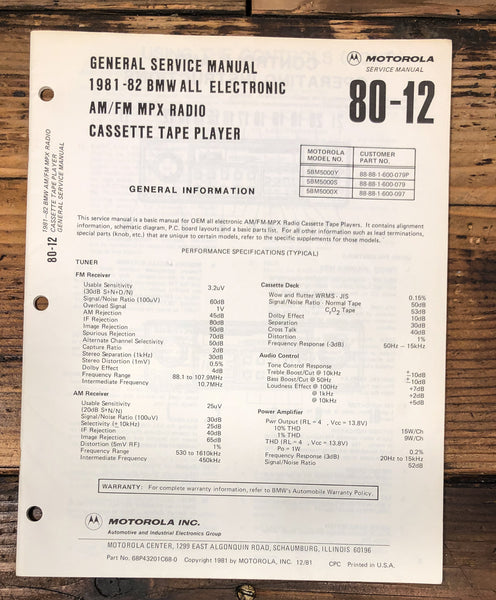 GENERAL SERVICE MANUAL
1981-82 BMW ALL ELECTRONIC
AM/FM MPX RADIO
CASSETTE TAPE PLAYER
MOTOROLA
SERVICE MANUAL
80-12
GENERAL INFORMATION
MOTOROLA MODEL NO. CUSTOMER PART NO.
5BM5000Y 88-88-1-600-079P
5BM5000S 88-88-1-600-079
5BM5000X 88-88-1-600-097
1981-82 BMW AM/FM MPX RADIO
CASSETTE TAPE PLAYER
80-12 GENERAL SERVICE MANUAL
This service manual is a basic manual for OEM all electronic AM/FM-MPX Radio Cassette Tape Players. It contains alignment
information, schematic diagram, P.C. board layouts and a basic parts list. For all other information such as lead terminations,
special parts (knob, etc.) that are unique to certain models, refer to the specific supplements for those models.
PERFORMANCE SPECIFICATIONS (TYPICAL)
TUNER
FM Receiver
Usable Sensitivity
(30dB S+N+D/N) 3.2uV
Signal/Noise Ratio (100uV) 60dB
Overload Signal 1V
AM Rejection 45dB
IF Rejection 80dB
Image Rejection 50dB
Spurious Rejection 70dB
Alternate Channel Selectivity 50dB
Capture Ratio 2dB
Stereo Separation (1kHz) 30dB
Stereo Distortion (1mV) 0.5%
Dolby Effect 4dB
Frequency Range 88.1 to 107.9MHz
Intermediate Frequency 10.7MHz
AM Receiver
Usable Sensitivity
(20dB S+N/N) 25uV
Signal/Noise Ratio (100uV) 30dB
Selectivity (± 10kHz) 25dB
IF Rejection 40dB
Image Rejection 65dB
Distortion (5mV RF) 1%
Frequency Range 530 to 1610kHz
Intermediate Frequency 450kHz
Cassette Deck
Wow and flutter WRMS - JIS 0.15%
Signal/Noise Ratio - Normal Tape 50dB
CrO2 Tape 53dB
Dolby Effect 10dB
Separation 30dB
Cross Talk 40dB
Distortion 1%
Frequency Response (-3dB) 50Hz - 15kHz
Audio Control
Tone Control Response
Treble Boost/Cut @ 10kHz ±10dB
Bass Boost/Cut @ 50Hz ±10dB
Loudness Effect @ 100Hz +7dB
@ 1kHz +2dB
@ 10kHz +5dB
Power Amplifier
Pwr Output (RL = 4 , Vcc = 13.8V)
10% THD 15W/Ch
1% THD 9W/Ch
THD (RL = 4 , Vcc = 13.8V)
Po = 1W 0.2%
Frequency Response (3dB) 20Hz to 15kHz
Signal/Noise Ratio 52dB
WARRANTY: For complete warranty information, refer to BMW's Automobile Warranty Policy.
MOTOROLA INC.
Automotive and Industrial Electronics Group
MOTOROLA CENTER, 1299 EAST ALGONQUIN ROAD, SCHAUMBURG, ILLINOIS 60196
Part No. 68P43201C68-0 Copyright 1981 by MOTOROLA, INC. 12/81 CPC Printed in U.S.A.